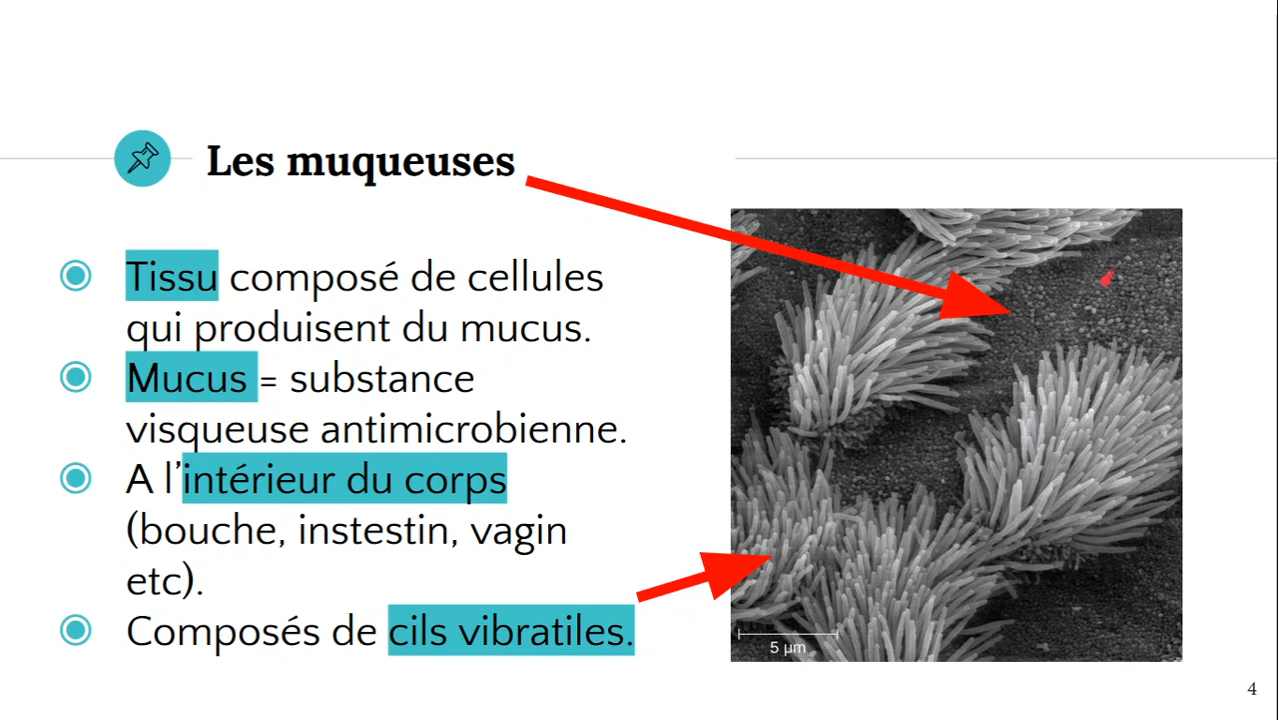 Les muqueuses
Tissu composé de cellules
qui produisent du mucus.
Mucus = substance
visqueuse antimicrobienne.
A l'intérieur du corps
(bouche, instestin, vagin
etc).
Composés de cils vibratiles.
5 µm
4